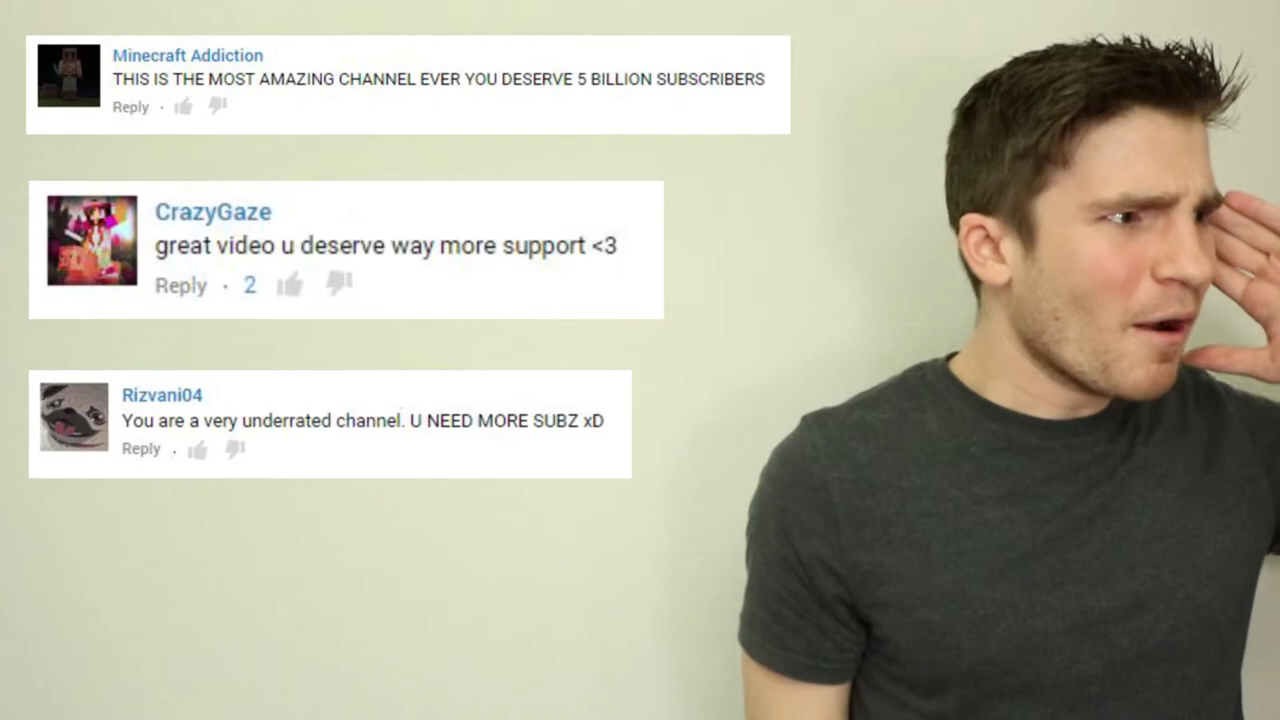 Minecraft Addiction
THIS IS THE MOST AMAZING CHANNEL EVER YOU DESERVE 5 BILLION SUBSCRIBERS
Reply ·
CrazyGaze
great video u deserve way more support <3
Reply · 2
Rizvani04
You are a very underrated channel. U NEED MORE SUBZ xD
Reply ·